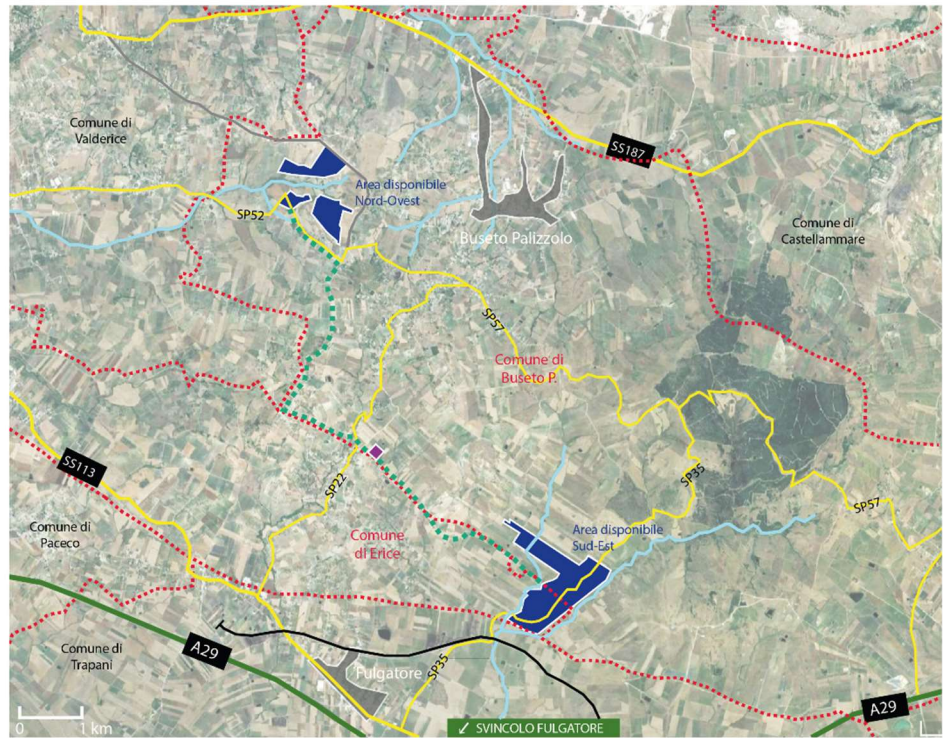 Comune di
Valderice
SS187
Area disponibile
Nord-Ovest
SP52
Comune di
Castellammare
Buseto Palizzolo
SP57
Comune di
Buseto P.
SS113
SP22
SP35
SP57
Comune di
Paceco
Comune
di Erice
Area disponibile
Sud-Est
Comune di
Trapani
A29
Fulgatore
SP35
A29
1 km
SVINCOLO FULGATORE